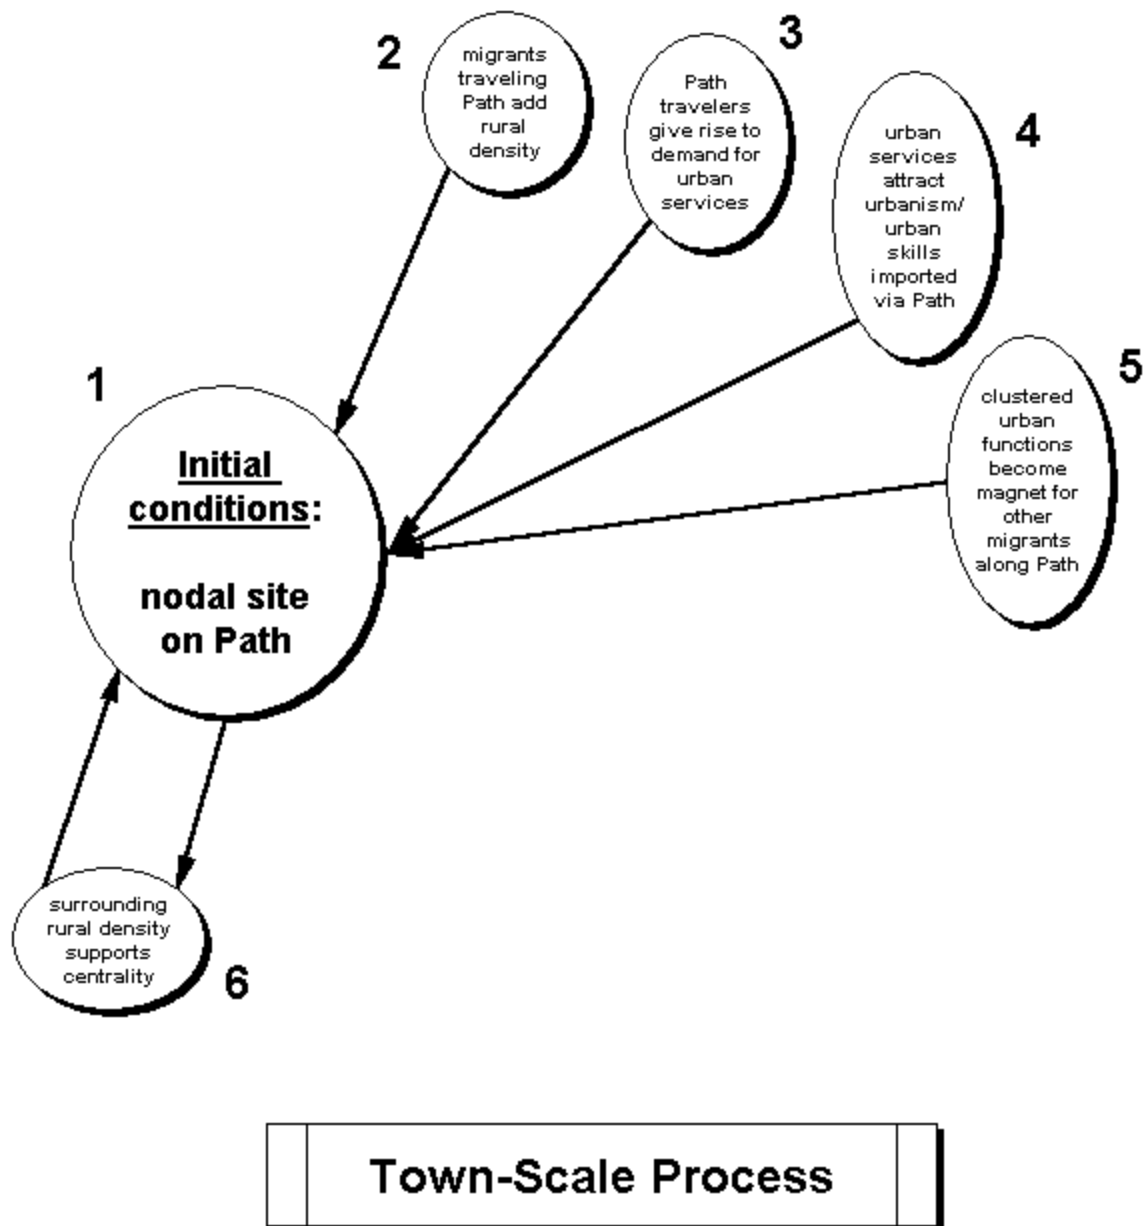 1
Initial
conditions:
nodal site
on Path
2
migrants
traveling
Path add
rural
density
3
Path
travelers
give rise to
demand for
urban
services
4
urban
services
attract
urbanism/
urban
skills
imported
via Path
5
clustered
urban
functions
become
magnet for
other
migrants
along Path
6
surrounding
rural density
supports
centrality
Town-Scale Process